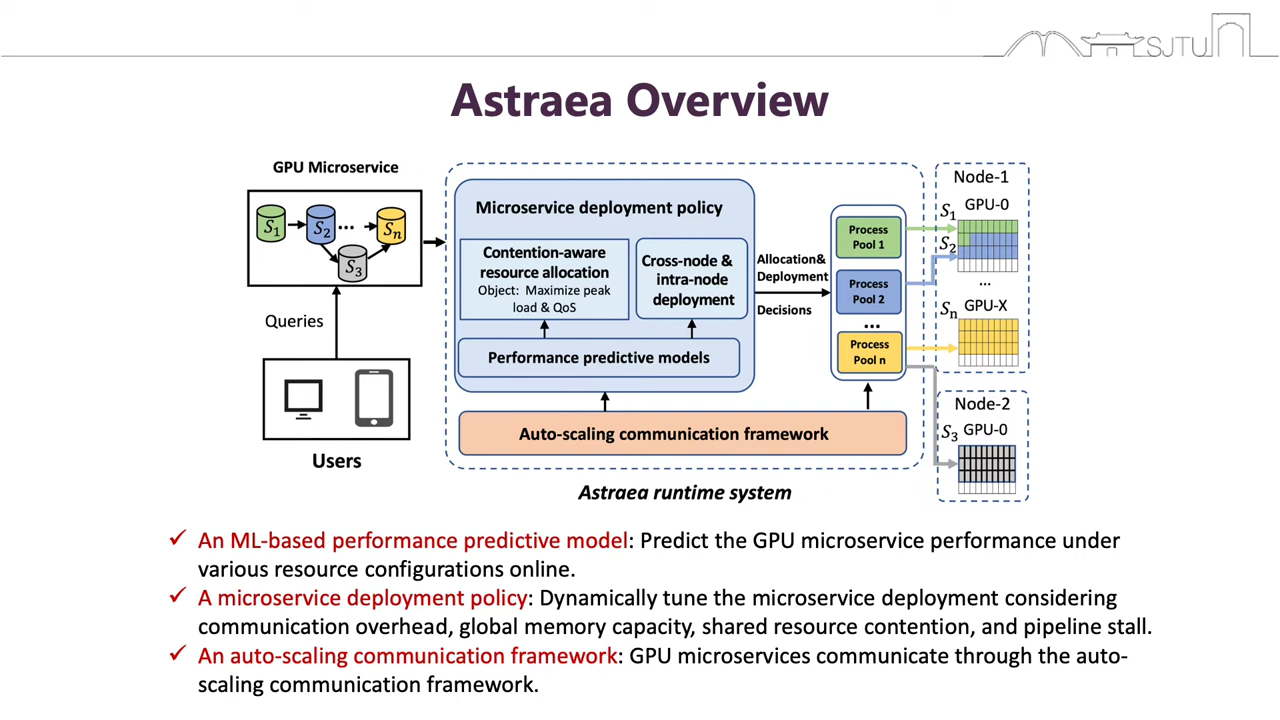 SJTU
Astraea Overview
GPU Microservice
S1
S2
...
Sn
S3
Queries
Users
Microservice deployment policy
Contention-aware
resource allocation
Object: Maximize peak
load & QoS
Cross-node &
intra-node
deployment
Performance predictive models
Auto-scaling communication framework
Allocation&
Deployment
Decisions
Process
Pool 1
Process
Pool 2
...
Process
Pool n
Node-1
S1 GPU-0
S2
...
Sn GPU-X
Node-2
S3 GPU-0
Astraea runtime system
✓ An ML-based performance predictive model: Predict the GPU microservice performance under
various resource configurations online.
✓ A microservice deployment policy: Dynamically tune the microservice deployment considering
communication overhead, global memory capacity, shared resource contention, and pipeline stall.
✓ An auto-scaling communication framework: GPU microservices communicate through the auto-
scaling communication framework.